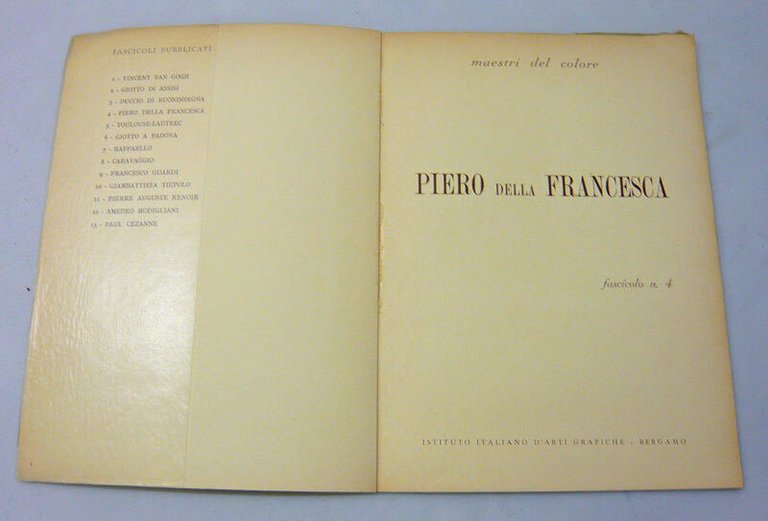 FASCICOLI PUBBLICATI
1 - VINCENT VAN GOGH
2 - GIOTTO IN ASSISI
3 - DUCCIO DI BUONINSEGNA
4 - PIERO DELLA FRANCESCA
5 - TOULOUSE-LAUTREC
6 - GIOTTO A PADOVA
7 - RAFFAELLO
8 - CARAVAGGIO
9 - FRANCESCO GUARDI
10 - GIAMBATTISTA TIEPOLO
11 - PIERRE AUGUSTE RENOIR
12 - AMEDEO MODIGLIANI
13 - PAUL CÉZANNE
maestri del colore
PIERO DELLA FRANCESCA
fascicolo n. 4
ISTITUTO ITALIANO D'ARTI GRAFICHE - BERGAMO